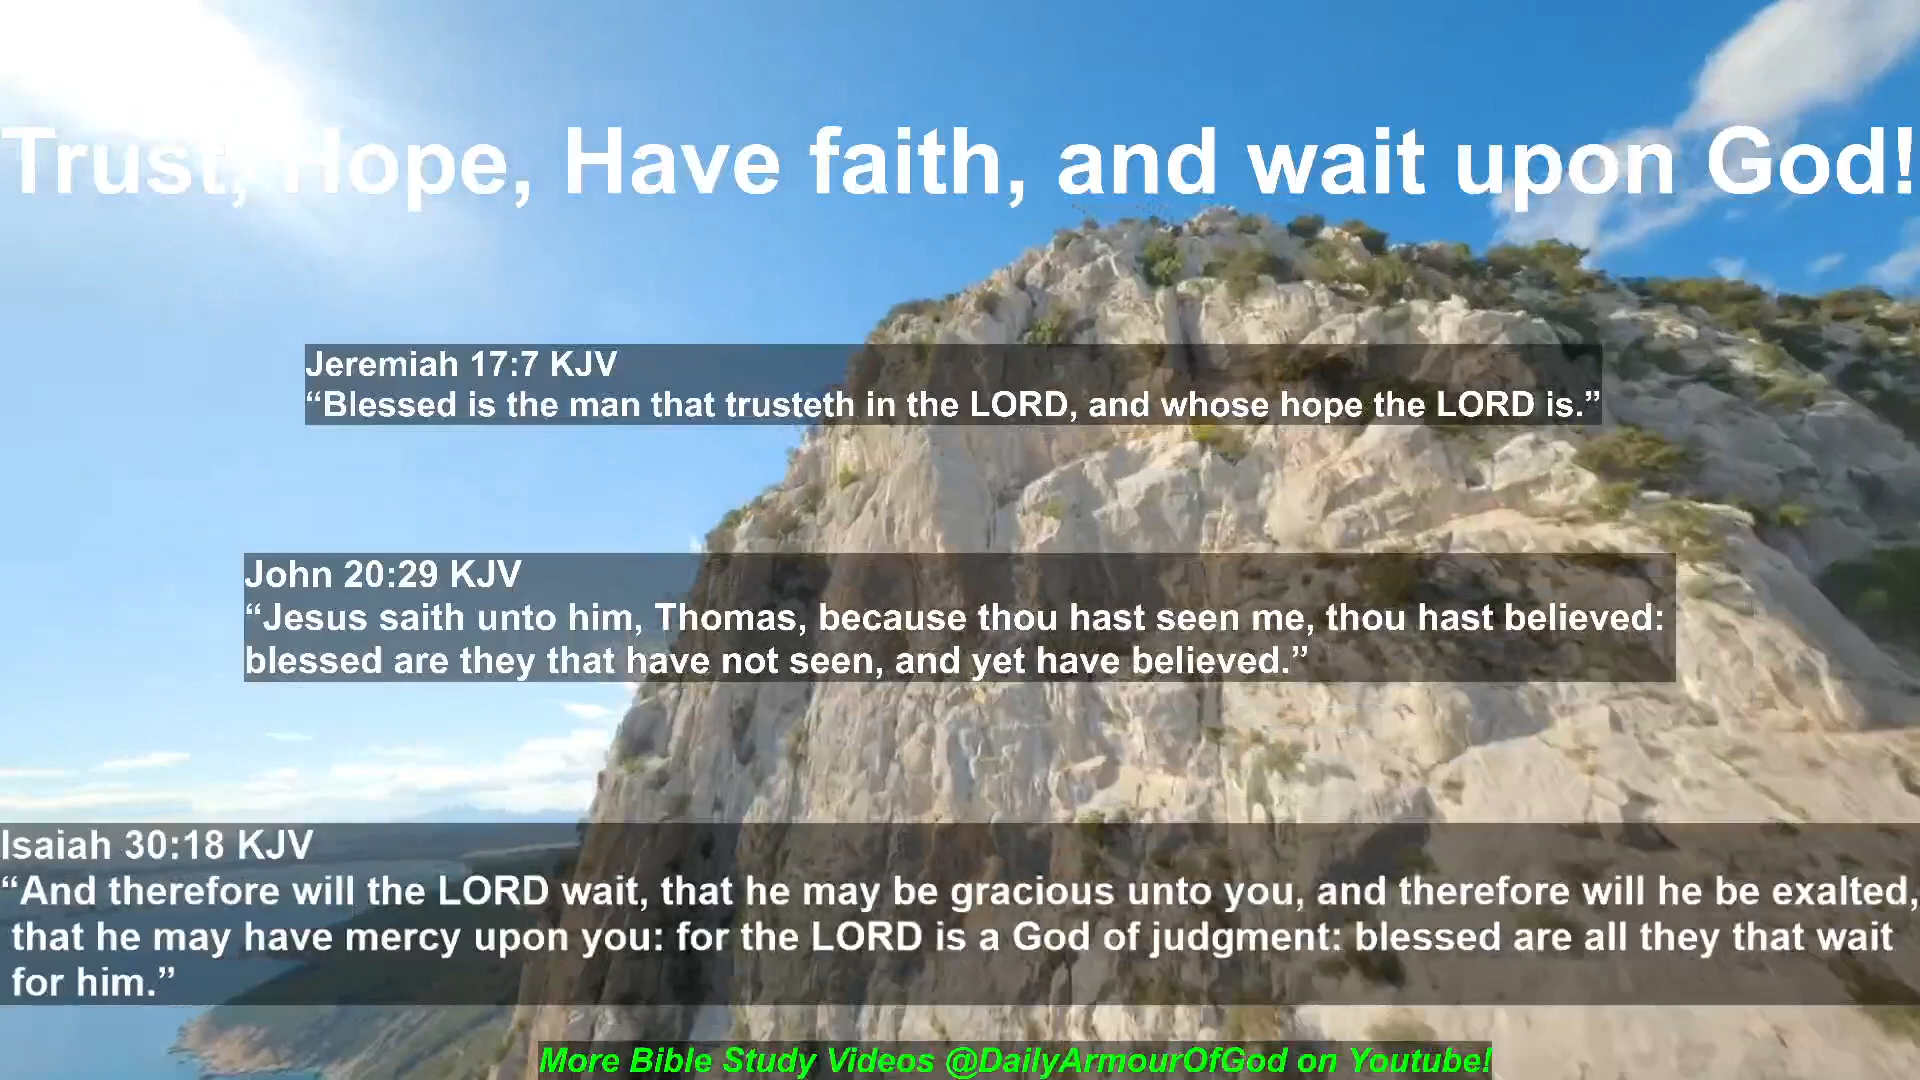 Trust, Hope, Have faith, and wait upon God!
Jeremiah 17:7 KJV
“Blessed is the man that trusteth in the LORD, and whose hope the LORD is.”
John 20:29 KJV
“Jesus saith unto him, Thomas, because thou hast seen me, thou hast believed:
blessed are they that have not seen, and yet have believed.”
Isaiah 30:18 KJV
“And therefore will the LORD wait, that he may be gracious unto you, and therefore will he be exalted,
that he may have mercy upon you: for the LORD is a God of judgment: blessed are all they that wait
for him.”
More Bible Study Videos @DailyArmourOfGod on Youtube!